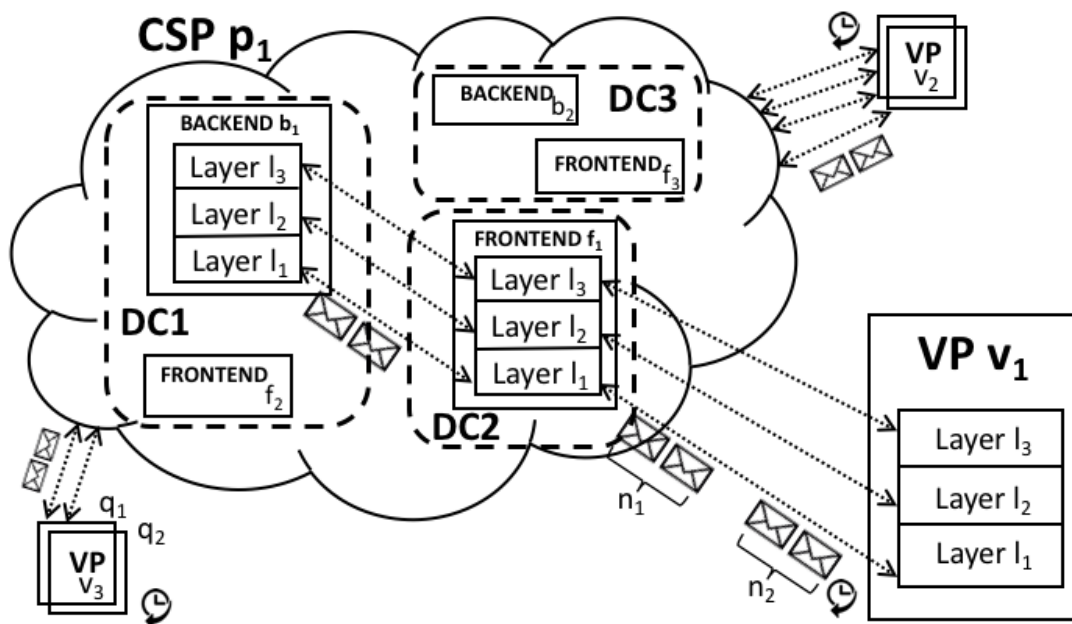 CSP p1
BACKEND b1
Layer l3
Layer l2
Layer l1
DC1
FRONTEND
f2
BACKEND b2
DC3
FRONTEND f3
FRONTEND f1
Layer l3
Layer l2
Layer l1
DC2
VP
v2
VP v1
Layer l3
Layer l2
Layer l1
n1
n2
q1
q2
VP
v3